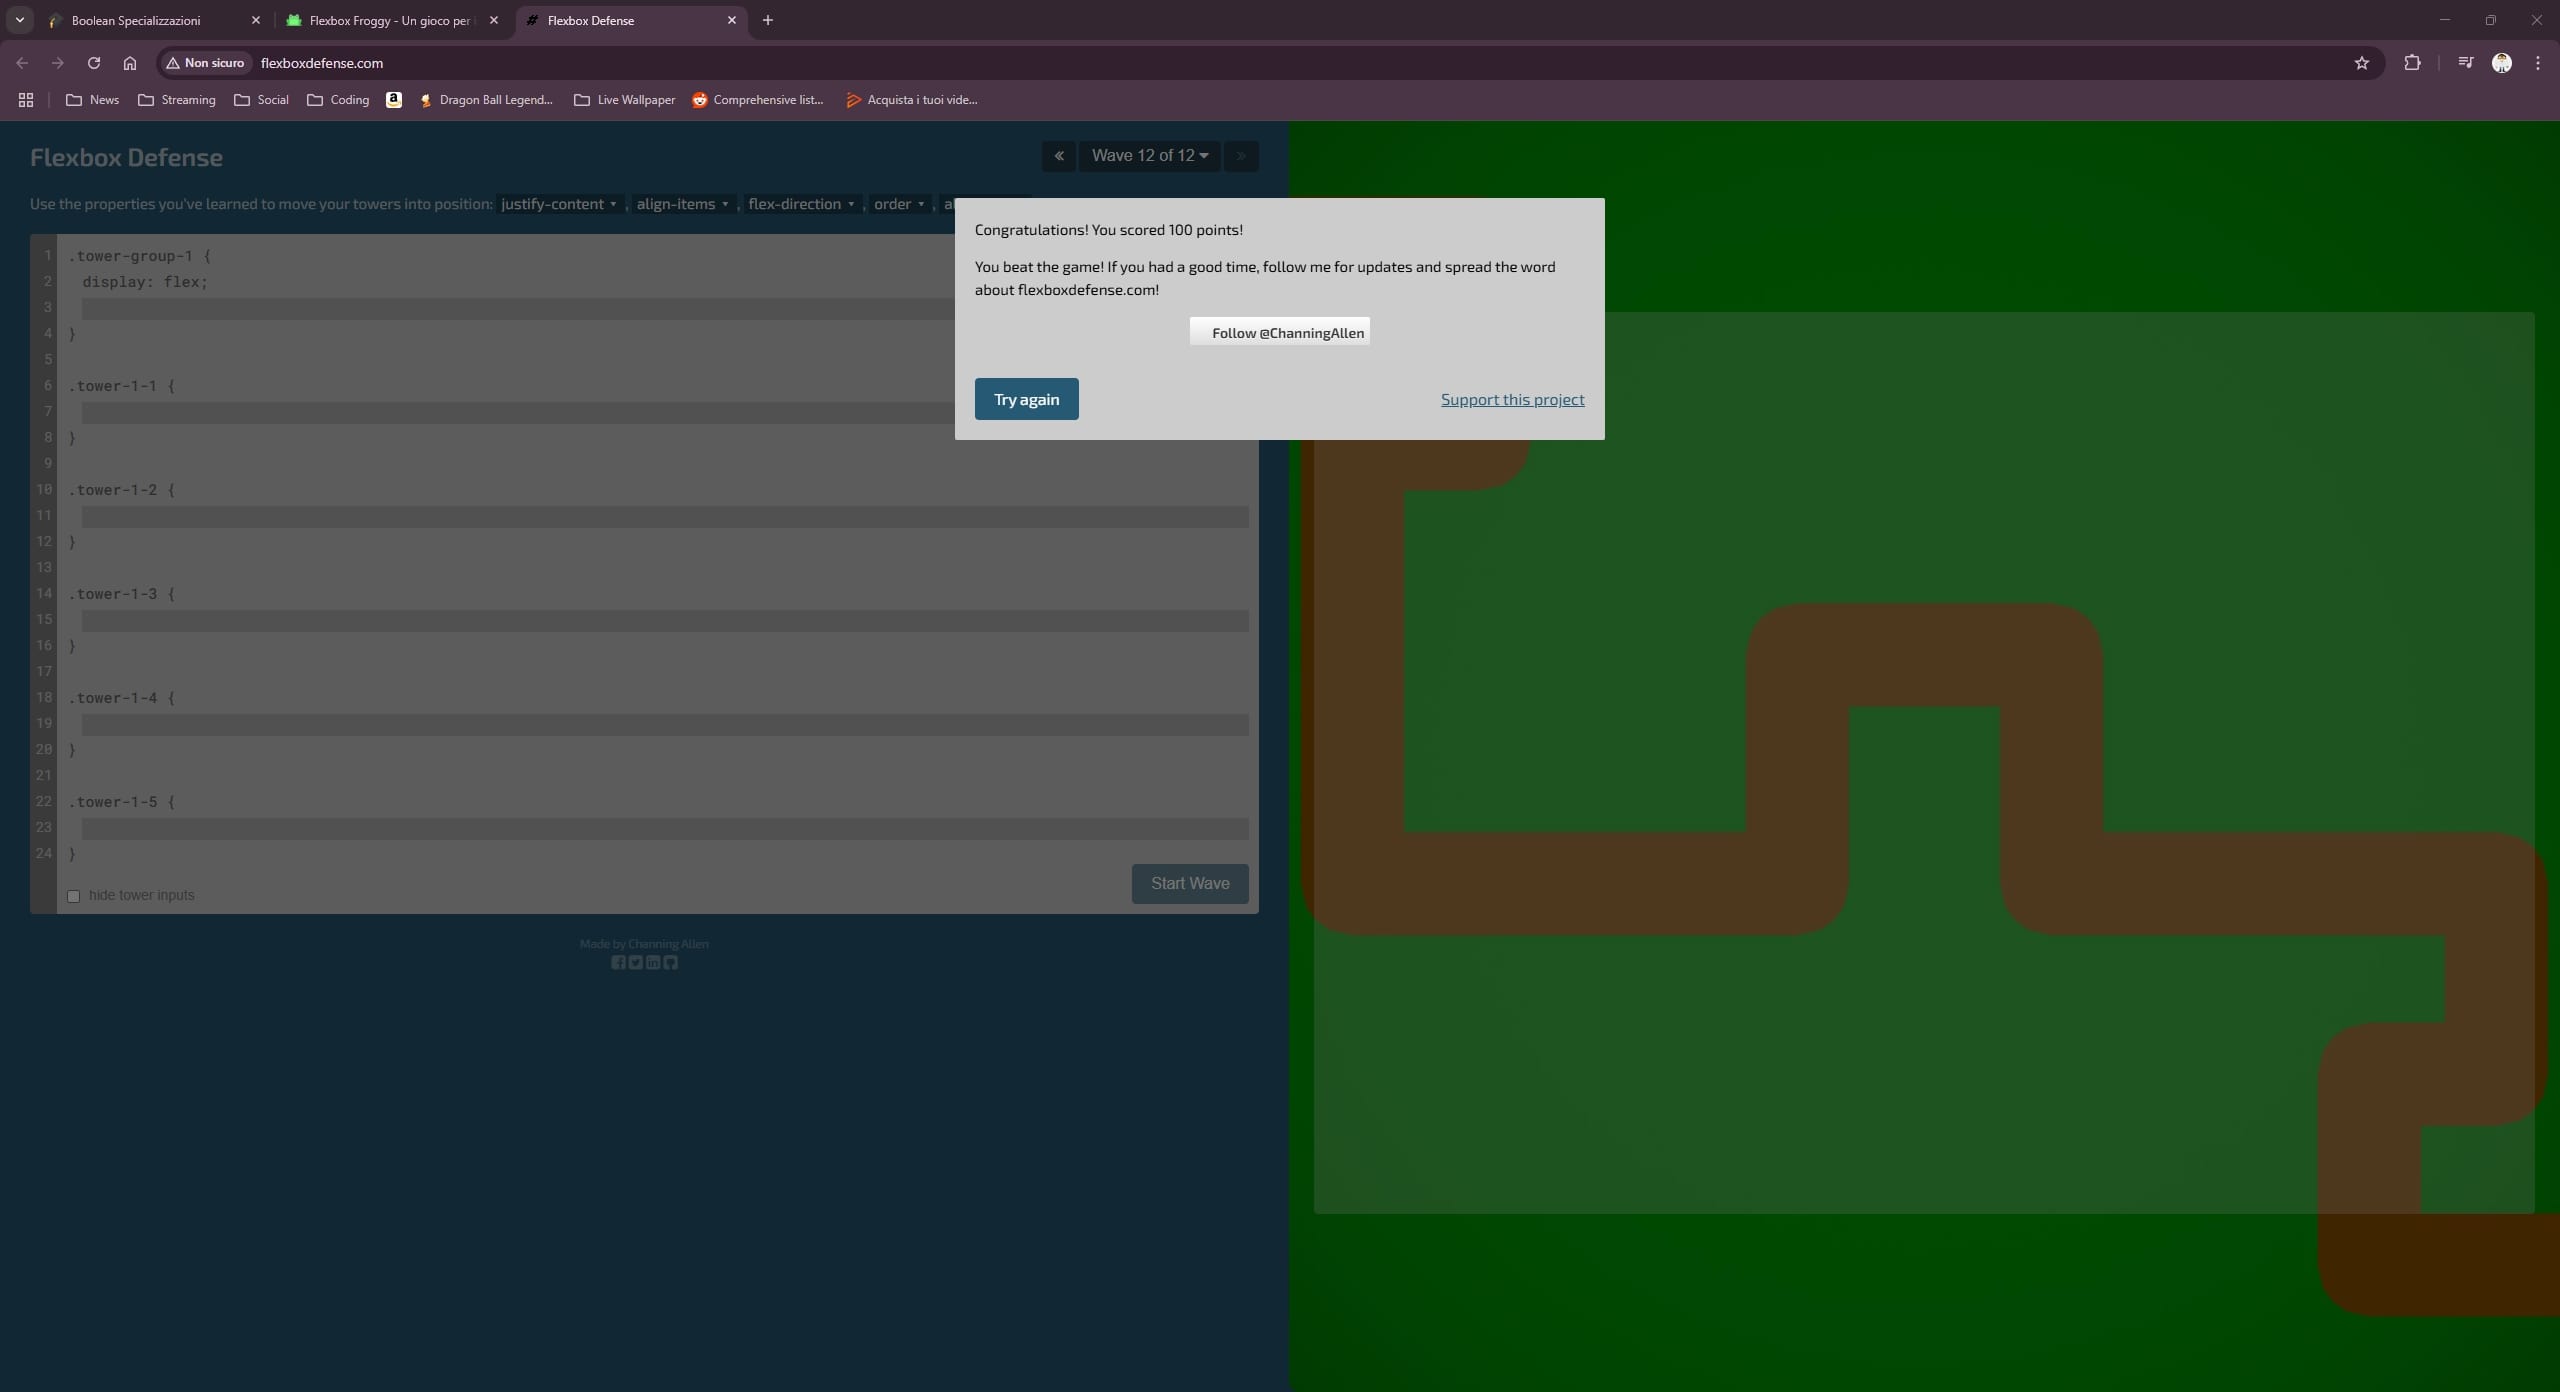 Boolean Specializzazioni
Flexbox Froggy - Un gioco per
Flexbox Defense
Non sicuro
flexboxdefense.com
News
Streaming
Social
Coding
Dragon Ball Legend...
Live Wallpaper
Comprehensive list...
Acquista i tuoi vide...
Flexbox Defense
« Wave 12 of 12 »
Use the properties you've learned to move your towers into position: justify-content , align-items , flex-direction , order ,
Congratulations! You scored 100 points!
You beat the game! If you had a good time, follow me for updates and spread the word
about flexboxdefense.com!
Follow @ChanningAllen
Try again
Support this project
1 .tower-group-1 {
2 display: flex;
3
4 }
5
6 .tower-1-1 {
7
8 }
9
10 .tower-1-2 {
11
12 }
13
14 .tower-1-3 {
15
16 }
17
18 .tower-1-4 {
19
20 }
21
22 .tower-1-5 {
23
24 }
hide tower inputs
Start Wave
Made by Channing Allen